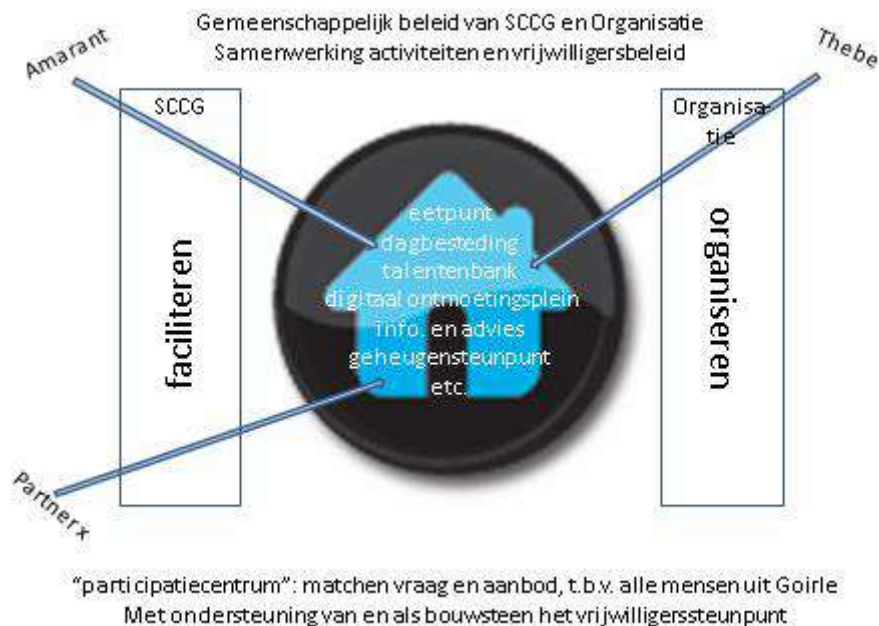 Gemeenschappelijk beleid van SCCG en Organisatie
Samenwerking activiteiten en vrijwilligersbeleid
Amarant
Thebe
SCCG
faciliteren
Organisa-
tie
organiseren
eetpunt
dagbesteding
talentenbank
digitaal ontmoetingsplein
info. en advies
geheugensteunpunt
etc.
Partner x
"participatiecentrum": matchen vraag en aanbod, t.b.v. alle mensen uit Goirle
Met ondersteuning van en als bouwsteen het vrijwilligerssteunpunt